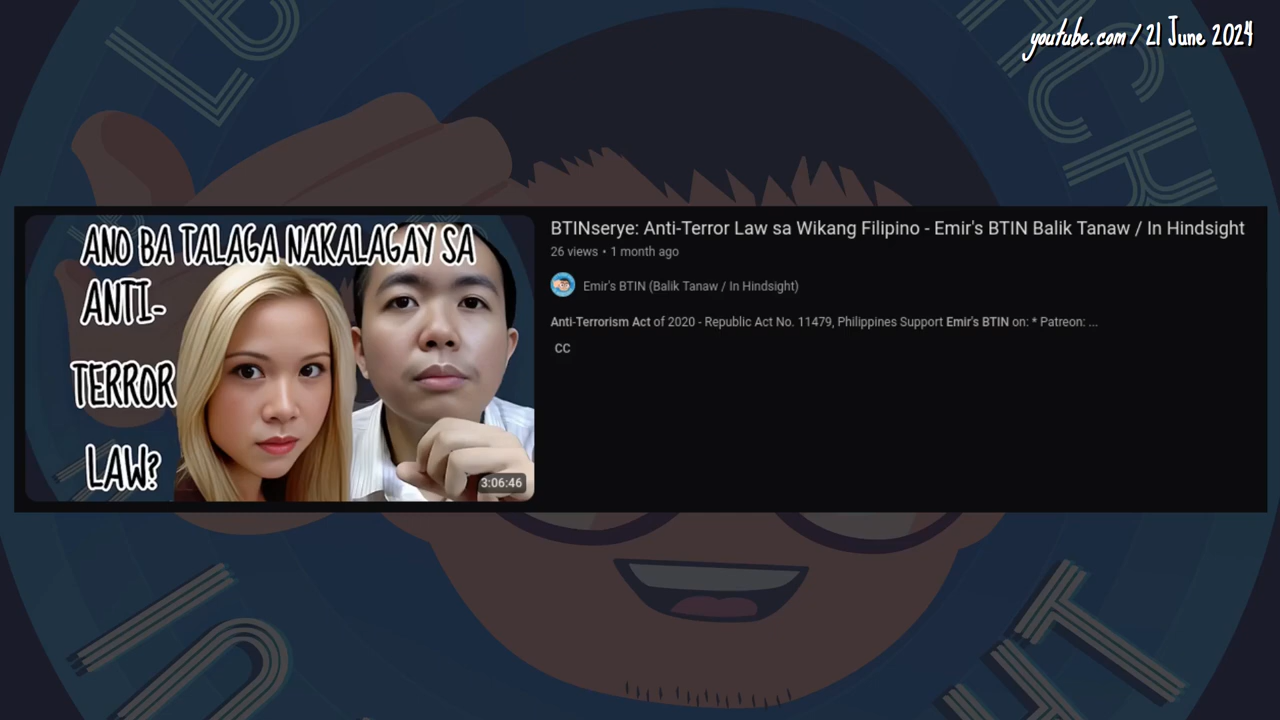 youtube.com / 21 June 2024
ANO BA TALAGA NAKALAGAY SA
ANTI-
TERROR
LAW?
3:06:46
BTINserye: Anti-Terror Law sa Wikang Filipino - Emir's BTIN Balik Tanaw / In Hindsight
26 views • 1 month ago
Emir's BTIN (Balik Tanaw / In Hindsight)
Anti-Terrorism Act of 2020 - Republic Act No. 11479, Philippines Support Emir's BTIN on: * Patreon: ...
CC